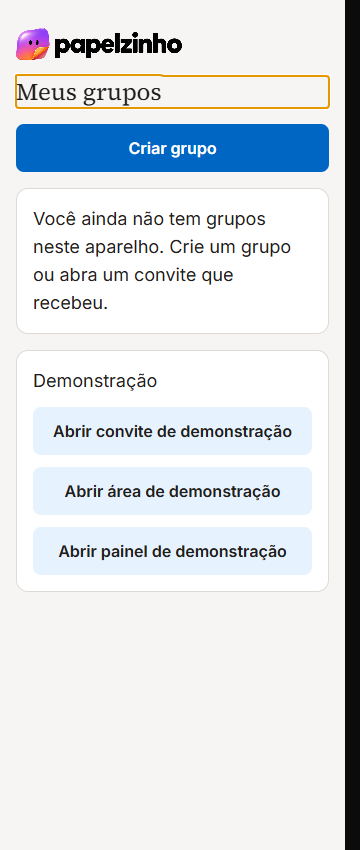 papelzinho
Meus grupos
Criar grupo
Você ainda não tem grupos
neste aparelho. Crie um grupo
ou abra um convite que
recebeu.
Demonstração
Abrir convite de demonstração
Abrir área de demonstração
Abrir painel de demonstração